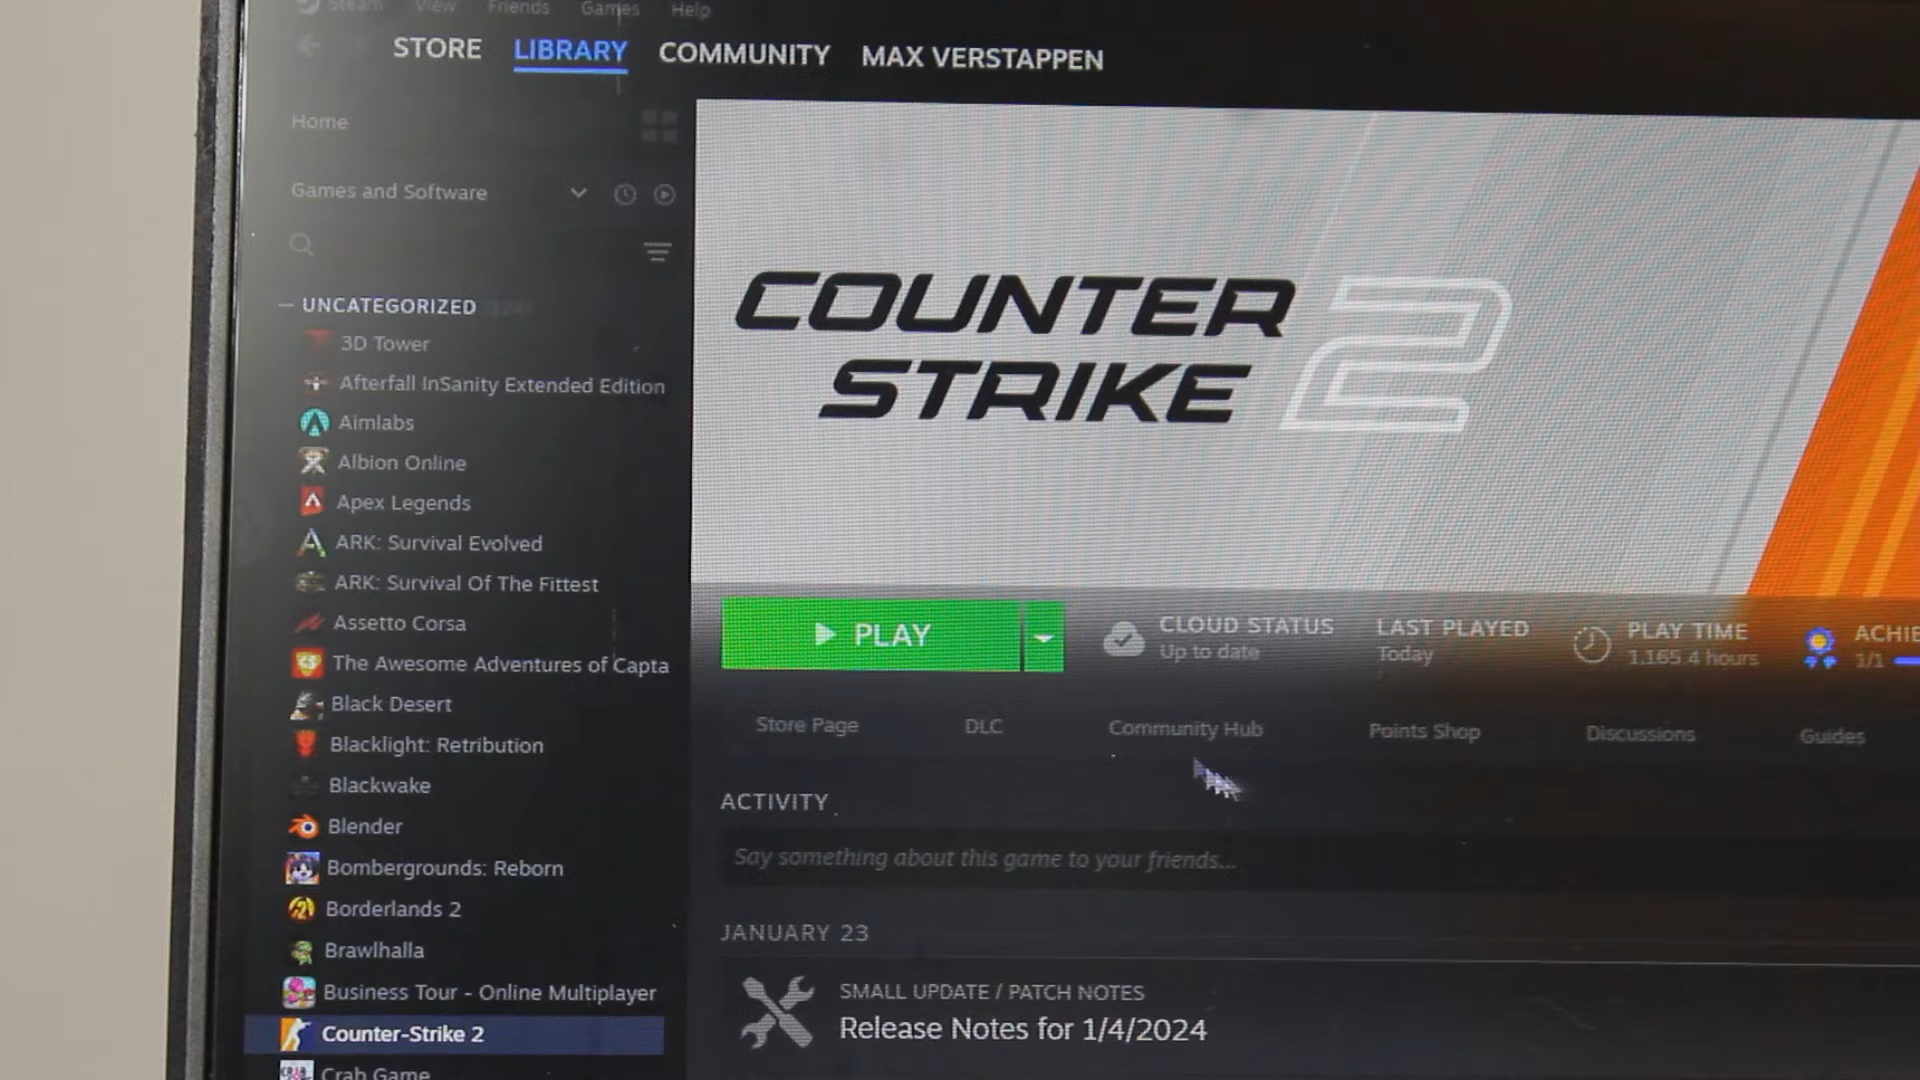 Steam View Friends Games Help
STORE LIBRARY COMMUNITY MAX VERSTAPPEN
Home
Games and Software
— UNCATEGORIZED
3D Tower
Afterfall InSanity Extended Edition
Aimlabs
Albion Online
Apex Legends
ARK: Survival Evolved
ARK: Survival Of The Fittest
Assetto Corsa
The Awesome Adventures of Capta
Black Desert
Blacklight: Retribution
Blackwake
Blender
Bombergrounds: Reborn
Borderlands 2
Brawlhalla
Business Tour - Online Multiplayer
Counter-Strike 2
Crab Game
COUNTER
STRIKE 2
PLAY
CLOUD STATUS
Up to date
LAST PLAYED
Today
PLAY TIME
1,165.4 hours
ACHIE
1/1
Store Page DLC Community Hub Points Shop Discussions Guides
ACTIVITY
Say something about this game to your friends...
JANUARY 23
SMALL UPDATE / PATCH NOTES
Release Notes for 1/4/2024